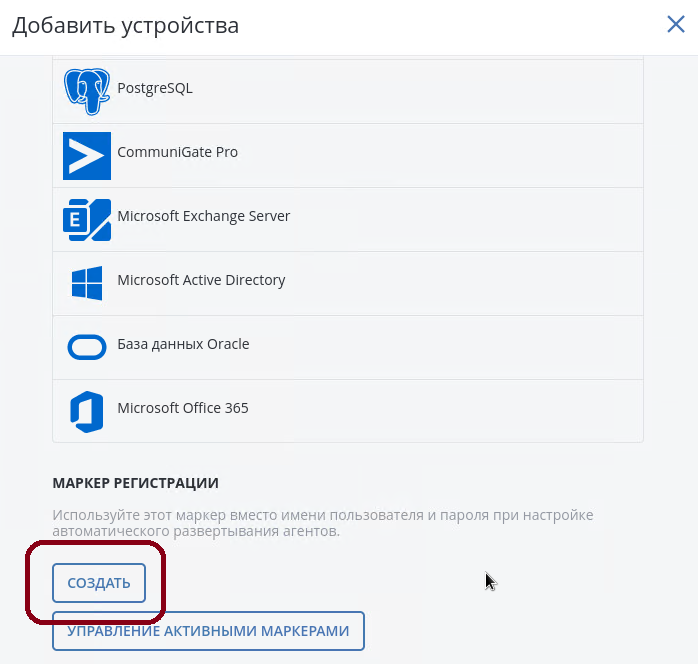 Добавить устройства
PostgreSQL
CommuniGate Pro
E
Microsoft Exchange Server
Microsoft Active Directory
База данных Oracle
Microsoft Office 365
МАРКЕР РЕГИСТРАЦИИ
Используйте этот маркер вместо имени пользователя и пароля при настройке
автоматического развертывания агентов.
СОЗДАТЬ
УПРАВЛЕНИЕ АКТИВНЫМИ МАРКЕРАМИ